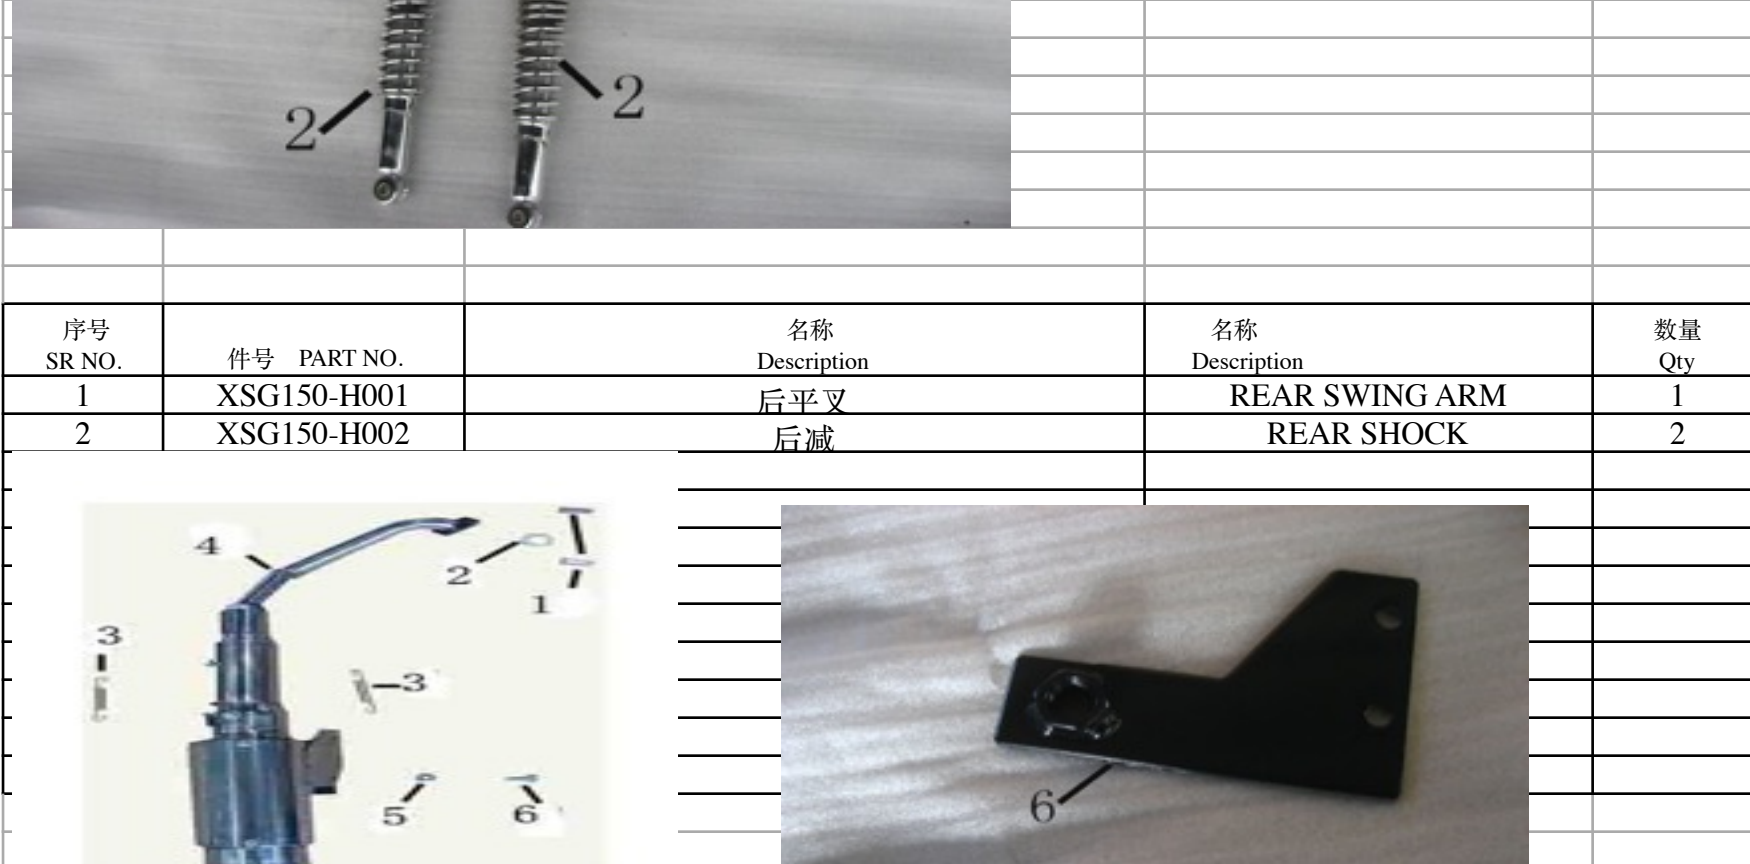 2
2
序号 名称 名称 数量
SR NO. 件号 PART NO. Description Description Qty
1 XSG150-H001 后平叉 REAR SWING ARM 1
2 XSG150-H002 后减 REAR SHOCK 2
4
2
1
3
3
5
6
6